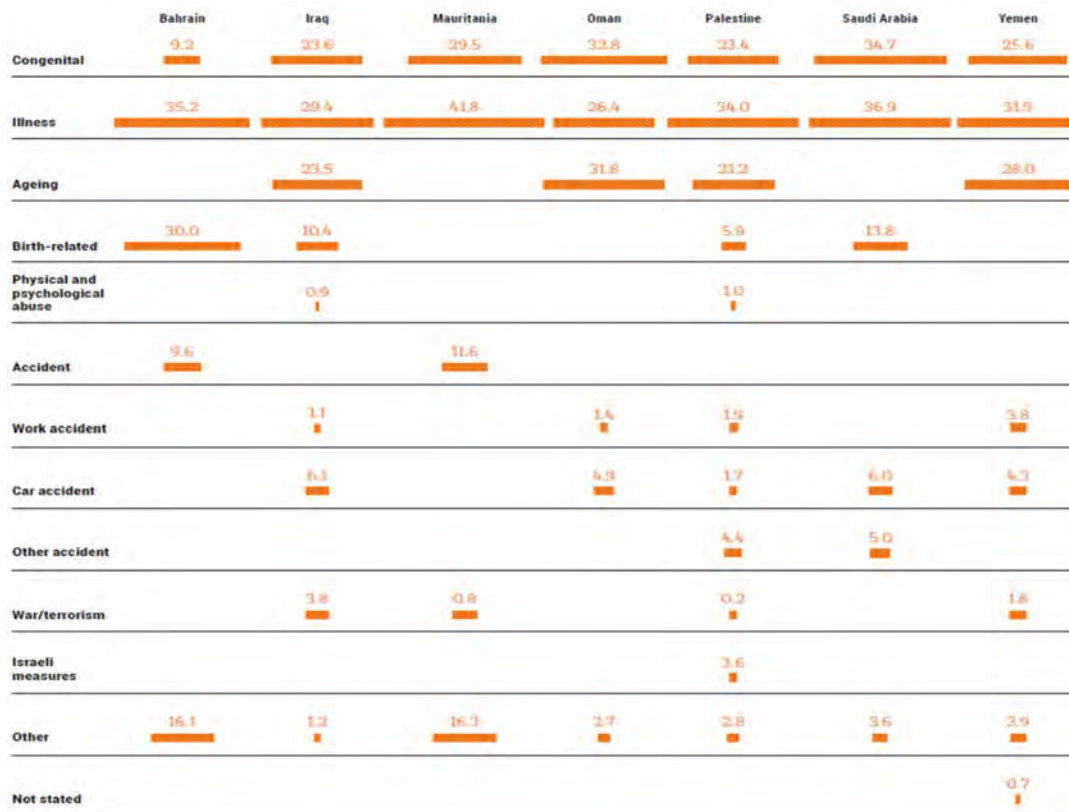 Bahrain Iraq Mauritania Oman Palestine Saudi Arabia Yemen
Congenital 9.2 23.6 29.5 32.8 23.4 34.7 25.6
Illness 35.2 29.4 41.8 26.4 34.0 36.9 31.9
Ageing 23.5 31.8 21.2 28.0
Birth-related 30.0 10.4 5.9 13.8
Physical and
psychological
abuse 0.9 1.0
Accident 9.6 11.6
Work accident 1.1 1.4 1.9 3.8
Car accident 6.1 4.9 1.7 6.0 4.3
Other accident 4.4 5.0
War/terrorism 3.8 0.8 0.2 1.8
Israeli
measures 3.6
Other 16.1 1.2 16.3 2.7 2.8 3.6 3.9
Not stated 0.7